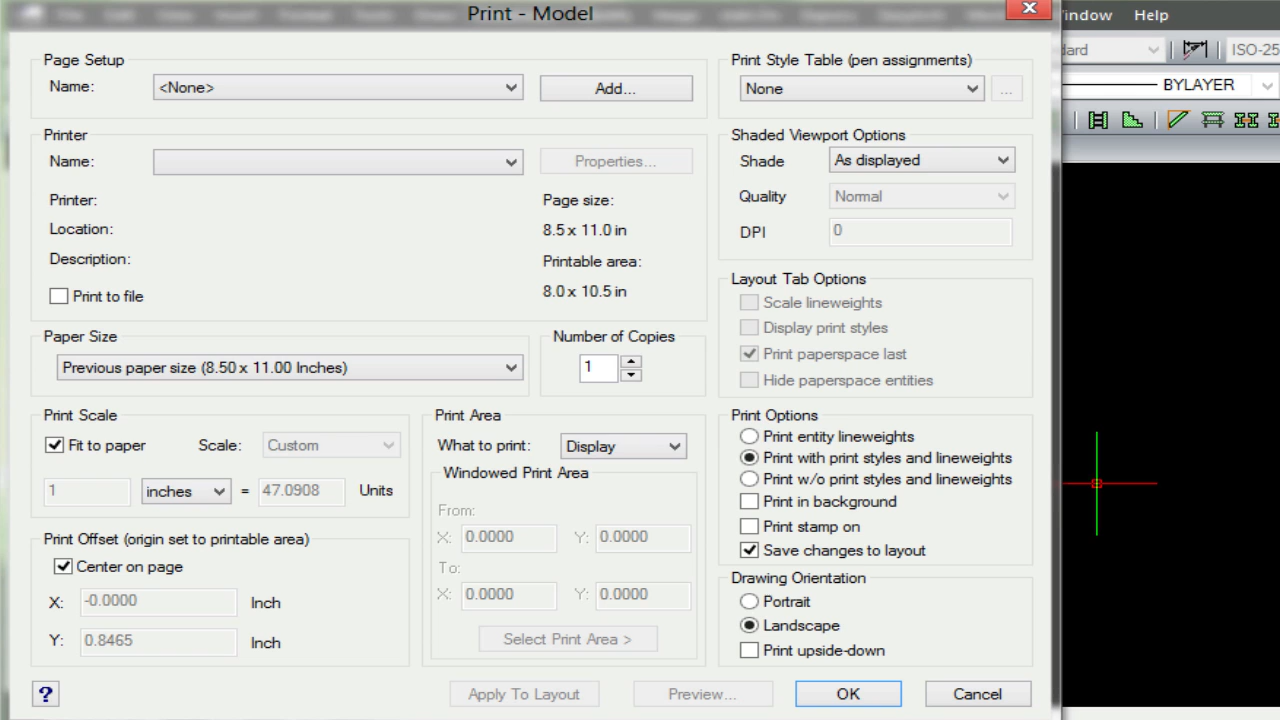 Print - Model
Window Help
dard
ISO-25
BYLAYER
Page Setup
Name: <None> Add...
Printer
Name: Properties...
Printer: Page size:
Location: 8.5 x 11.0 in
Description: Printable area:
Print to file 8.0 x 10.5 in
Paper Size
Previous paper size (8.50 x 11.00 Inches)
Number of Copies
1
Print Scale
Fit to paper Scale: Custom
1 inches = 47.0908 Units
Print Offset (origin set to printable area)
Center on page
X: -0.0000 Inch
Y: 0.8465 Inch
Print Area
What to print: Display
Windowed Print Area
From:
X: 0.0000 Y: 0.0000
To:
X: 0.0000 Y: 0.0000
Select Print Area >
Print Style Table (pen assignments)
None ...
Shaded Viewport Options
Shade As displayed
Quality Normal
DPI 0
Layout Tab Options
Scale lineweights
Display print styles
Print paperspace last
Hide paperspace entities
Print Options
Print entity lineweights
Print with print styles and lineweights
Print w/o print styles and lineweights
Print in background
Print stamp on
Save changes to layout
Drawing Orientation
Portrait
Landscape
Print upside-down
? Apply To Layout Preview... OK Cancel